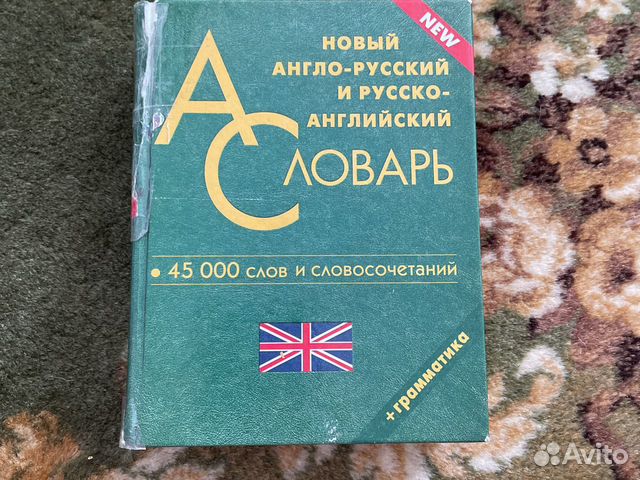 NEW
НОВЫЙ
АНГЛО-РУССКИЙ
И РУССКО-
АНГЛИЙСКИЙ
А
СЛОВАРЬ
• 45 000 СЛОВ И СЛОВОСОЧЕТАНИЙ
+грамматика
Avito